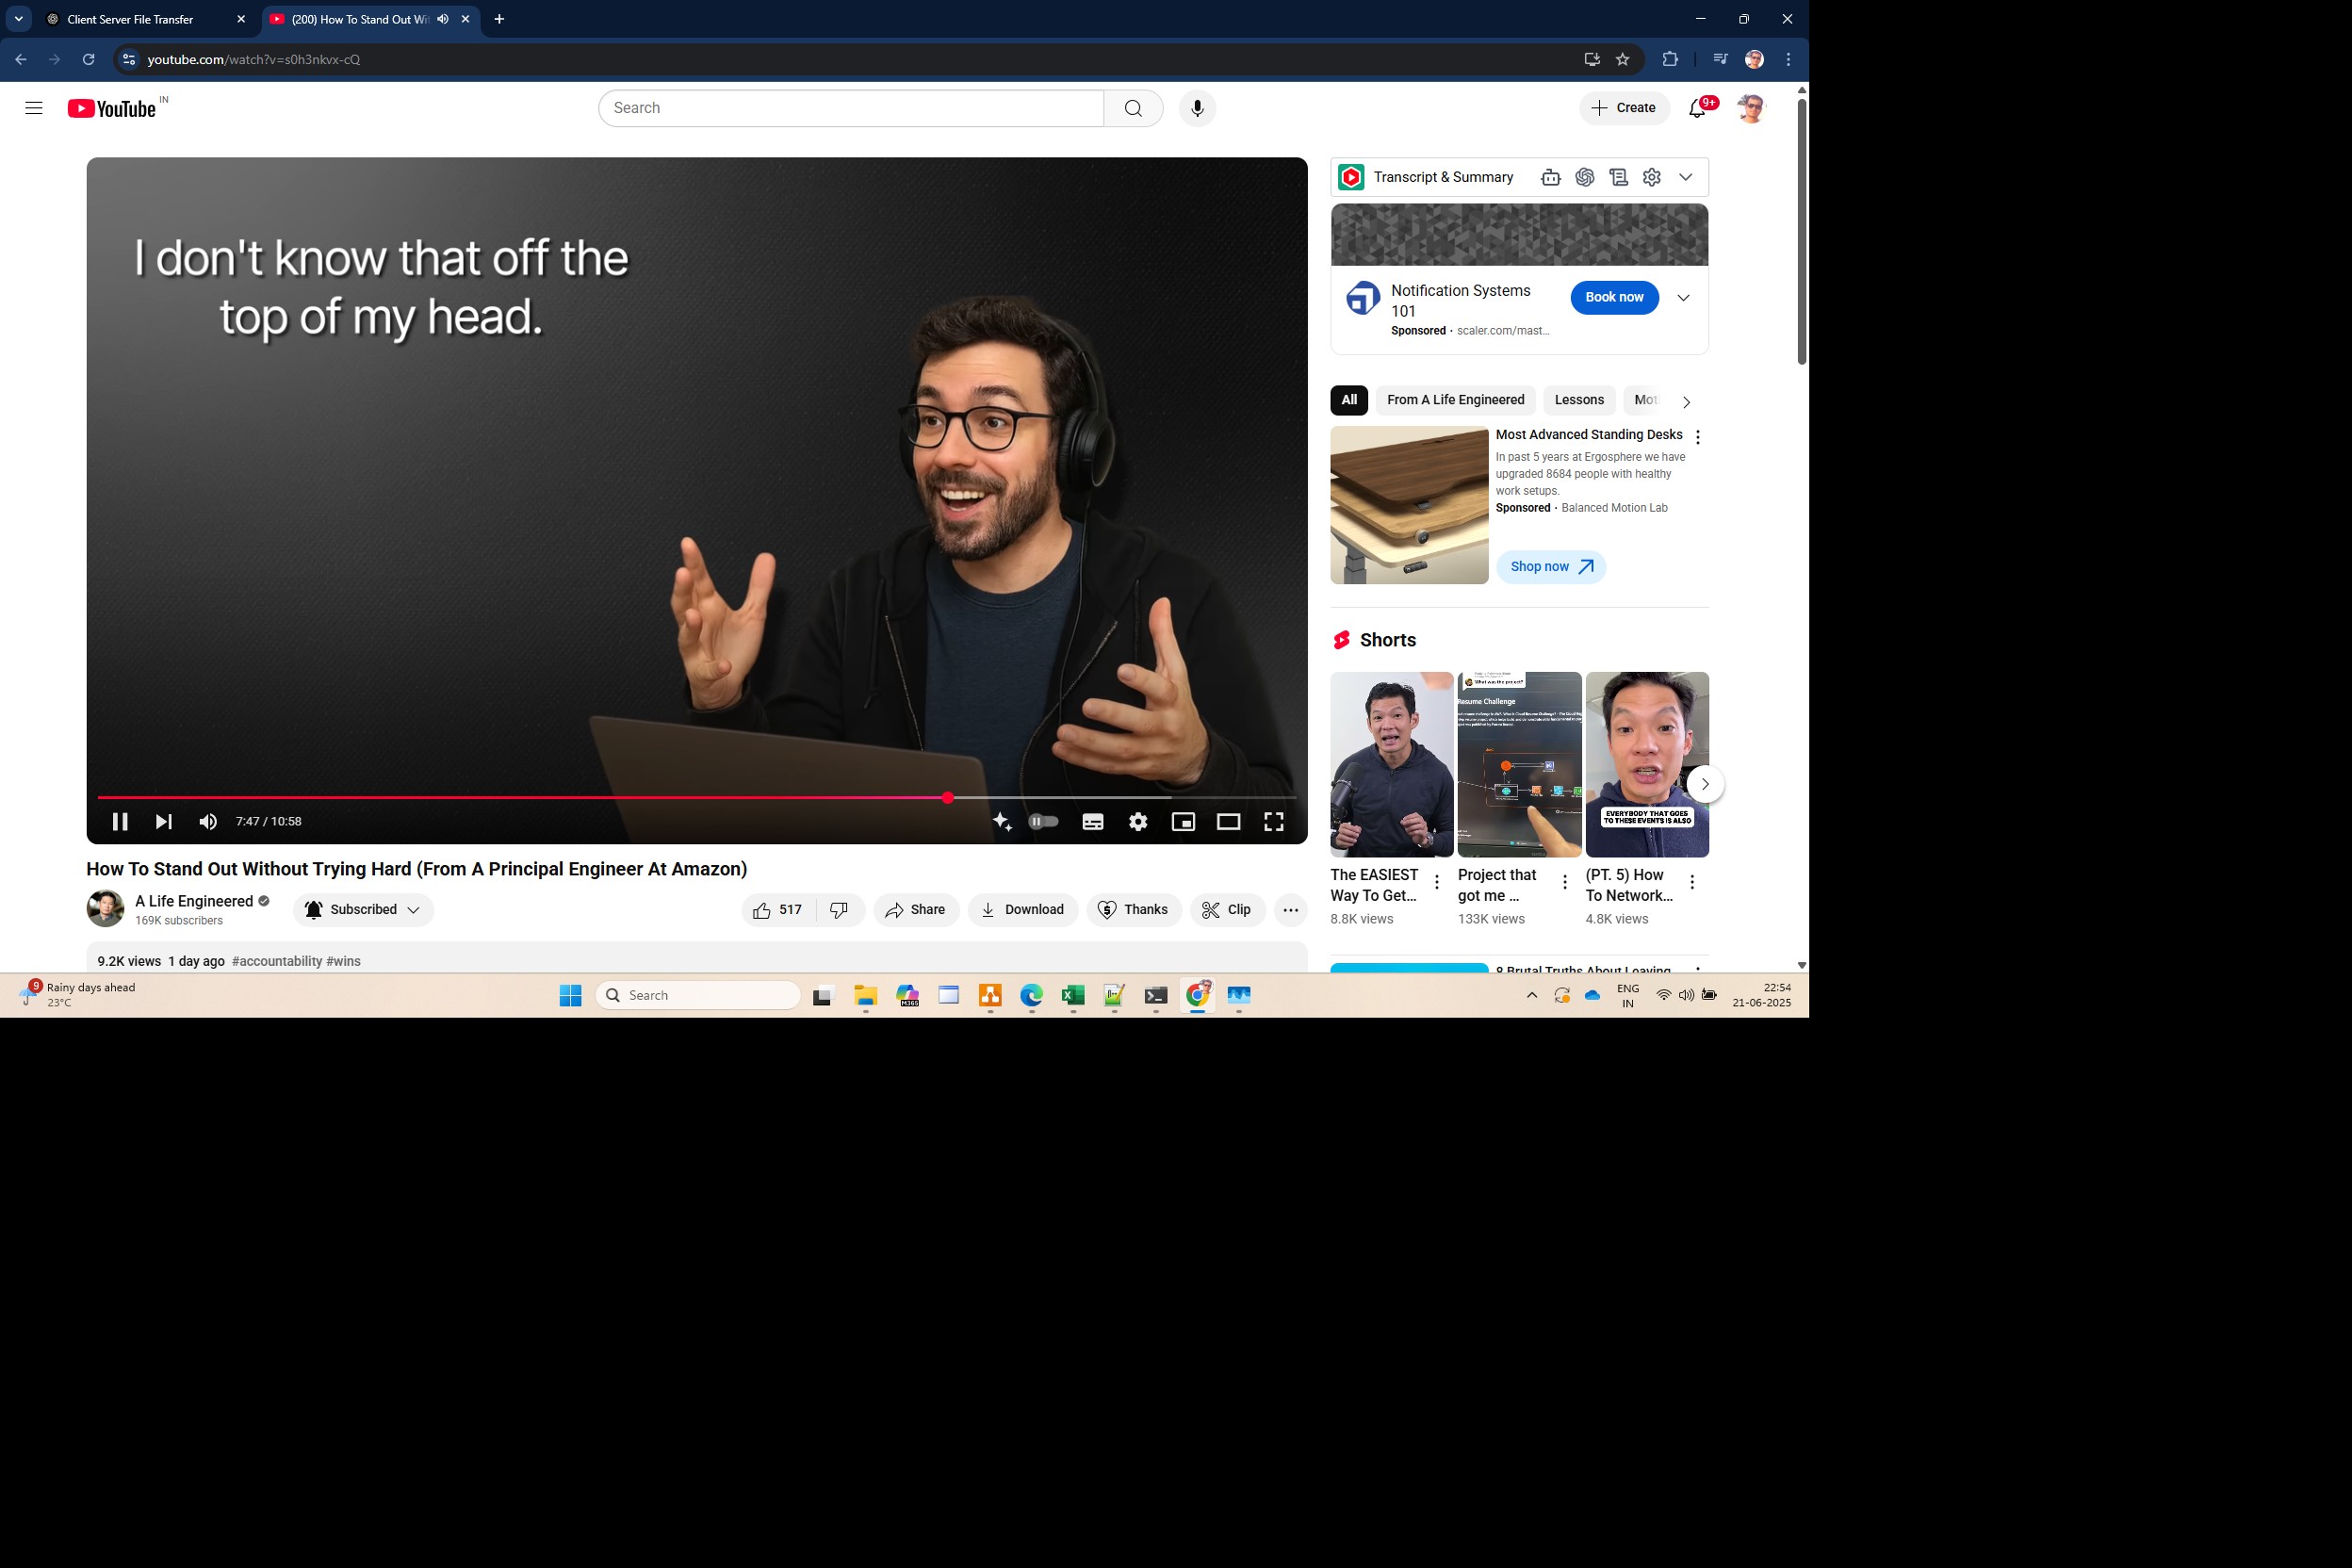 Client Server File Transfer
(200) How To Stand Out Wit
youtube.com/watch?v=s0h3nkvx-cQ
YouTube IN
Search
Create
9+
I don't know that off the
top of my head.
7:47 / 10:58
How To Stand Out Without Trying Hard (From A Principal Engineer At Amazon)
A Life Engineered
169K subscribers
Subscribed
517
Share
Download
Thanks
Clip
9.2K views 1 day ago #accountability #wins
Transcript & Summary
Notification Systems
101
Sponsored · scaler.com/mast...
Book now
All
From A Life Engineered
Lessons
Mot
Most Advanced Standing Desks
In past 5 years at Ergosphere we have
upgraded 8684 people with healthy
work setups.
Sponsored · Balanced Motion Lab
Shop now
Shorts
What was the project?
Resume Challenge
EVERYBODY THAT GOES
TO THESE EVENTS IS ALSO
The EASIEST
Way To Get...
8.8K views
Project that
got me ...
133K views
(PT. 5) How
To Network...
4.8K views
8 Brutal Truths About Leaving
9
Rainy days ahead
23°C
Search
M365
ENG
IN
22:54
21-06-2025